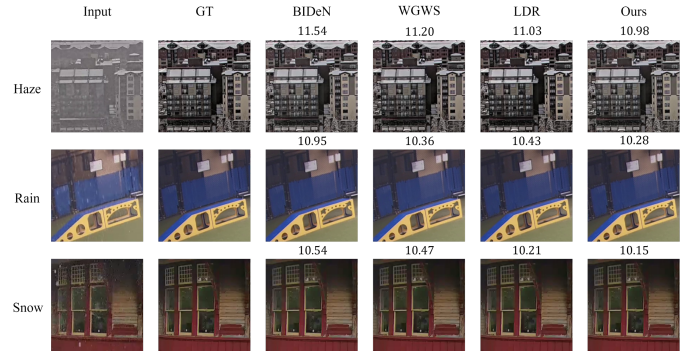 Input GT BIDeN WGWS LDR Ours
11.54 11.20 11.03 10.98
Haze
10.95 10.36 10.43 10.28
Rain
10.54 10.47 10.21 10.15
Snow